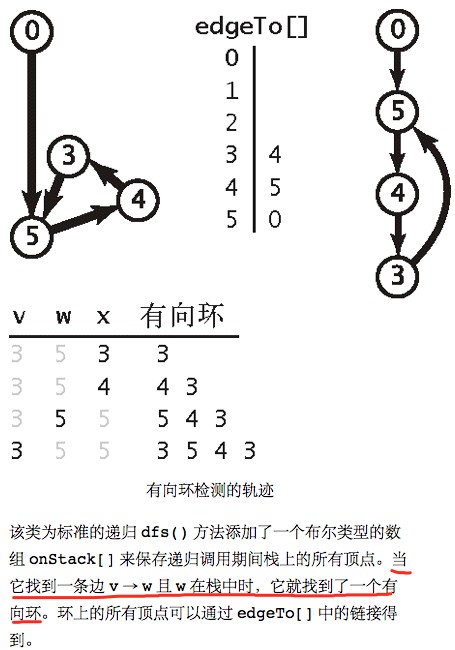 0
edgeTo[]
0
0
1
2
3 4
4 5
5 0
3
4
5
5
4
3
v w x 有向环
3 5 3 3
3 5 4 4 3
3 5 5 5 4 3
3 5 5 3 5 4 3
有向环检测的轨迹
该类为标准的递归 dfs() 方法添加了一个布尔类型的数
组 onStack[] 来保存递归调用期间栈上的所有顶点。当
它找到一条边 v → w 且 w 在栈中时，它就找到了一个有
向环。环上的所有顶点可以通过 edgeTo[] 中的链接得
到。